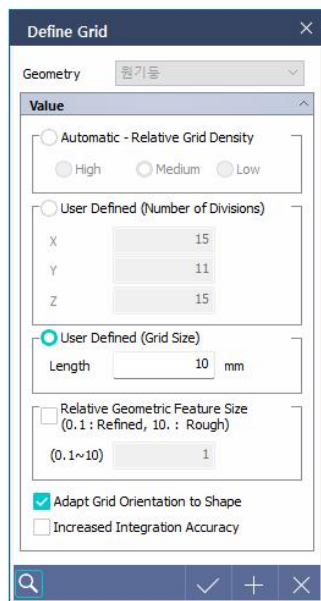 Define Grid
Geometry 원기둥
Value
Automatic - Relative Grid Density
High Medium Low
User Defined (Number of Divisions)
X 15
Y 11
Z 15
User Defined (Grid Size)
Length 10 mm
Relative Geometric Feature Size
(0.1 : Refined, 10. : Rough)
(0.1~10) 1
Adapt Grid Orientation to Shape
Increased Integration Accuracy